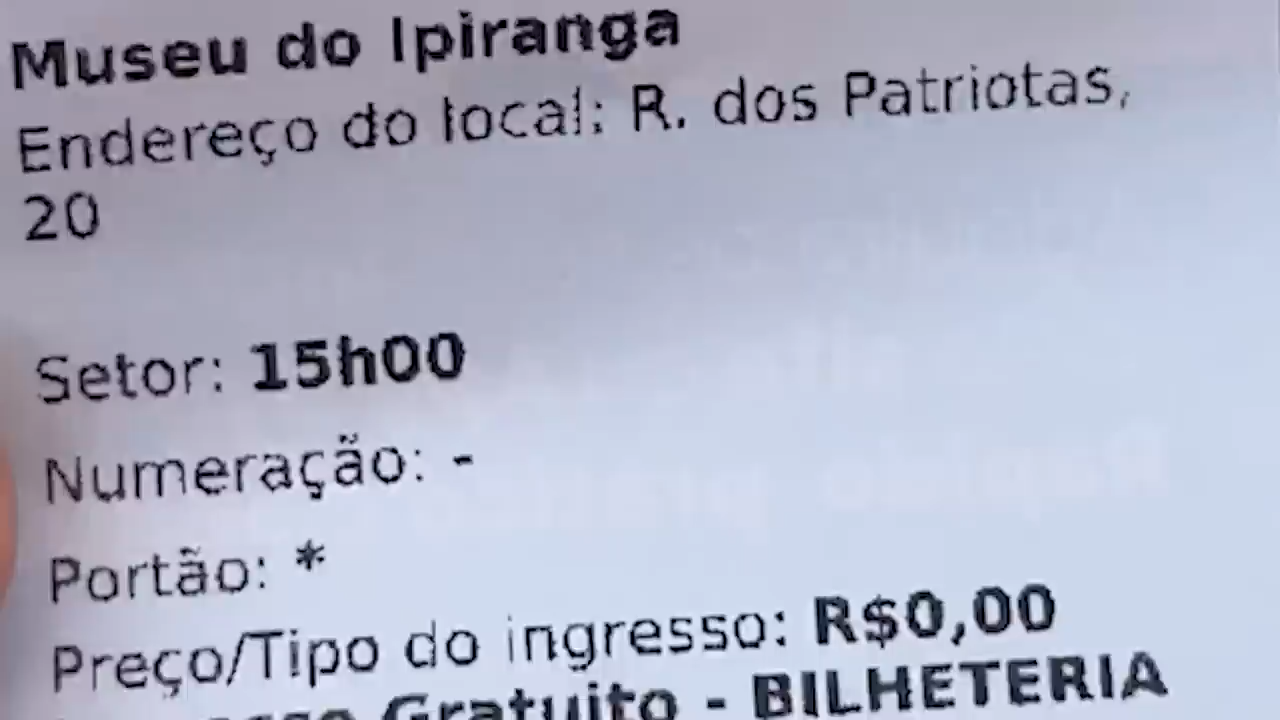 Museu do Ipiranga
Endereço do local: R. dos Patriotas,
20
Setor: 15h00
Numeração: -
Portão: *
Preço/Tipo do ingresso: R$0,00
Gratuito - BILHETERIA